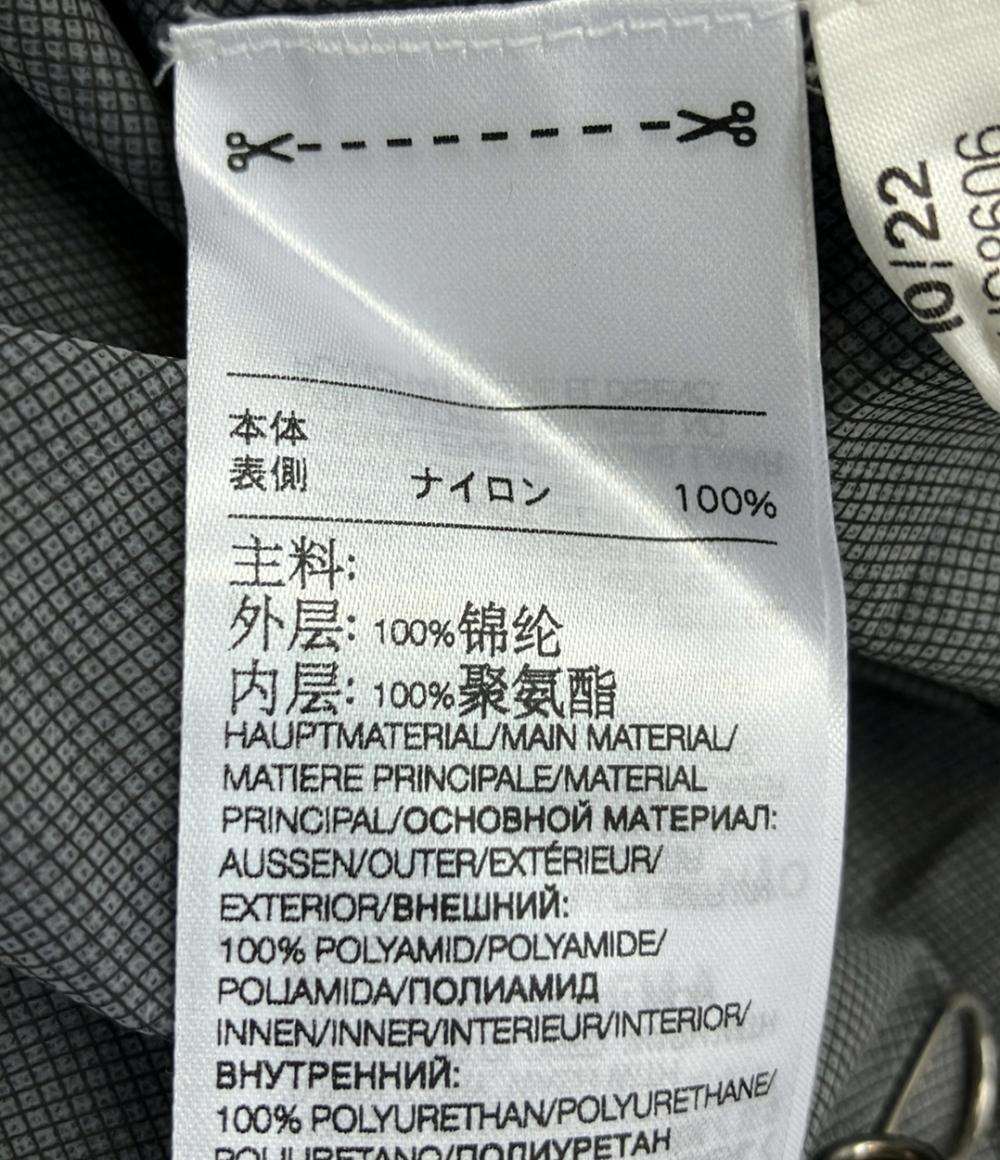 本体
表側 ナイロン 100%
主料:
外层: 100%锦纶
内层: 100%聚氨酯
HAUPTMATERIAL/MAIN MATERIAL/
MATIERE PRINCIPALE/MATERIAL
PRINCIPAL/ОСНОВНОЙ МАТЕРИАЛ:
AUSSEN/OUTER/EXTÉRIEUR/
EXTERIOR/ВНЕШНИЙ:
100% POLYAMID/POLYAMIDE/
POLIAMIDA/ПОЛИАМИД
INNEN/INNER/INTERIEUR/INTERIOR/
ВНУТРЕННИЙ:
100% POLYURETHAN/POLYURETHANE/
POLIURETANO/ПОЛИУРЕТАН
10/22